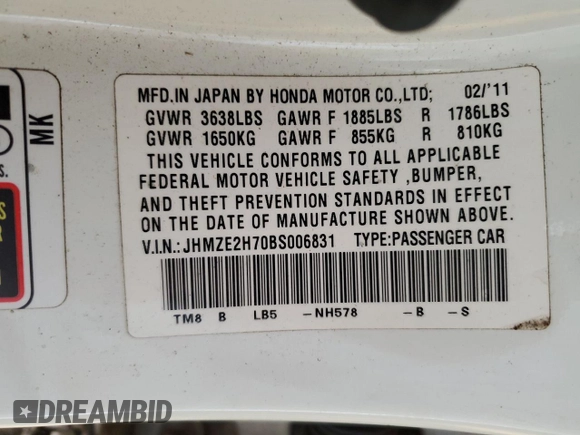 MFD.IN JAPAN BY HONDA MOTOR CO.,LTD; 02/'11
GVWR 3638LBS GAWR F 1885LBS R 1786LBS
GVWR 1650KG GAWR F 855KG R 810KG
THIS VEHICLE CONFORMS TO ALL APPLICABLE
FEDERAL MOTOR VEHICLE SAFETY ,BUMPER,
AND THEFT PREVENTION STANDARDS IN EFFECT
ON THE DATE OF MANUFACTURE SHOWN ABOVE.
V.I.N.:JHMZE2H70BS006831 TYPE:PASSENGER CAR
TM8 B LB5 –NH578 –B –S
MK
DREAMBID